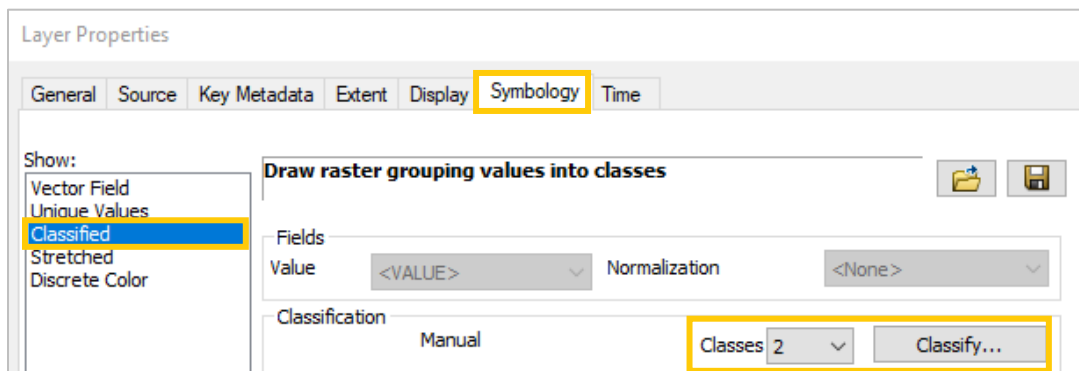 Layer Properties
General Source Key Metadata Extent Display Symbology Time
Show:
Vector Field
Unique Values
Classified
Stretched
Discrete Color
Draw raster grouping values into classes
Fields
Value <VALUE> Normalization <None>
Classification
Manual Classes 2 Classify...